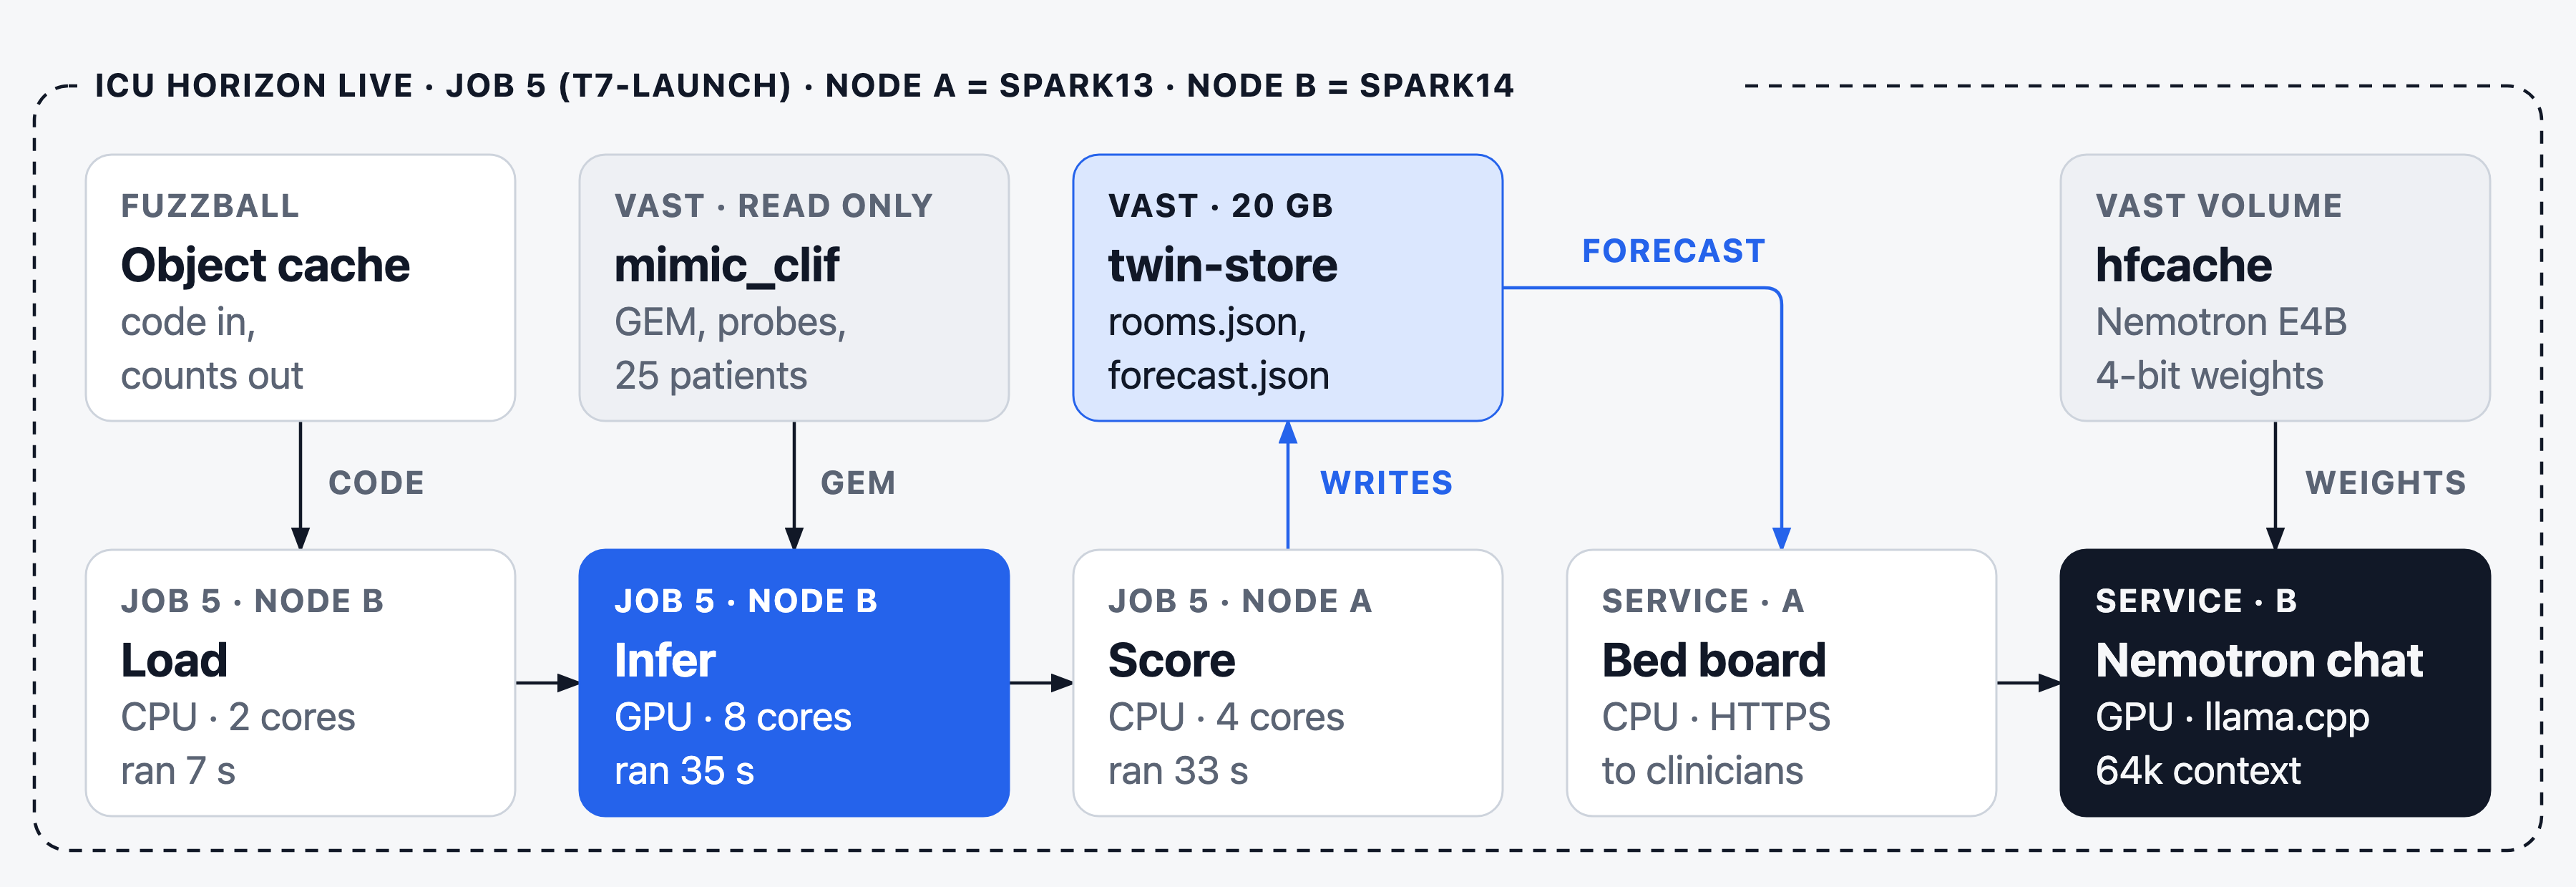 ICU HORIZON LIVE · JOB 5 (T7-LAUNCH) · NODE A = SPARK13 · NODE B = SPARK14
FUZZBALL
Object cache
code in,
counts out
VAST · READ ONLY
mimic_clif
GEM, probes,
25 patients
VAST · 20 GB
twin-store
rooms.json,
forecast.json
FORECAST
VAST VOLUME
hfcache
Nemotron E4B
4-bit weights
CODE
GEM
WRITES
WEIGHTS
JOB 5 · NODE B
Load
CPU · 2 cores
ran 7 s
JOB 5 · NODE B
Infer
GPU · 8 cores
ran 35 s
JOB 5 · NODE A
Score
CPU · 4 cores
ran 33 s
SERVICE · A
Bed board
CPU · HTTPS
to clinicians
SERVICE · B
Nemotron chat
GPU · llama.cpp
64k context